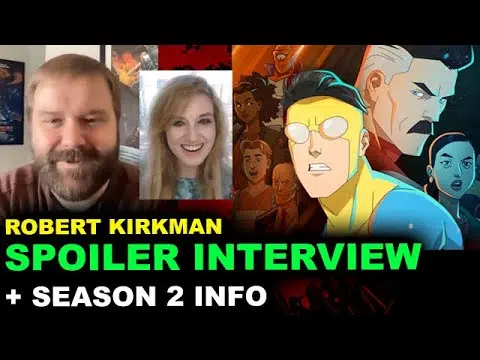 ROBERT KIRKMAN
SPOILER INTERVIEW
+ SEASON 2 INFO